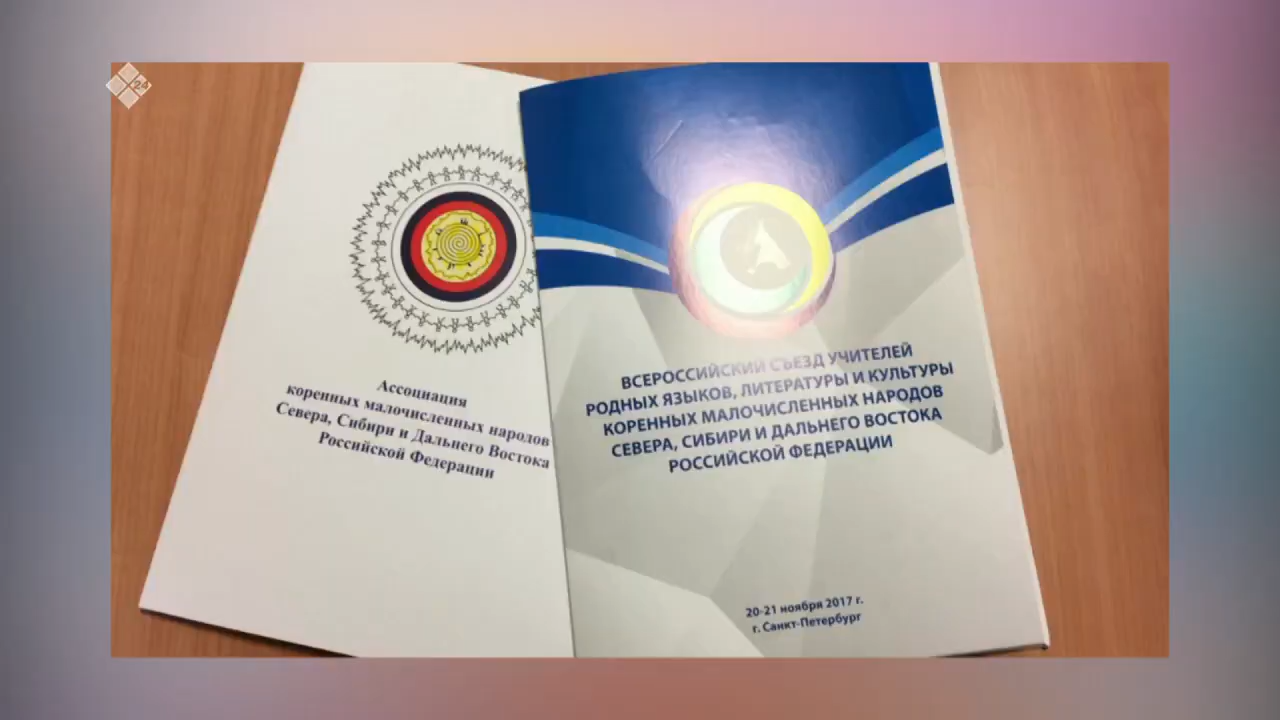 24
Ассоциация
коренных малочисленных народов
Севера, Сибири и Дальнего Востока
Российской Федерации
ВСЕРОССИЙСКИЙ СЪЕЗД УЧИТЕЛЕЙ
РОДНЫХ ЯЗЫКОВ, ЛИТЕРАТУРЫ И КУЛЬТУРЫ
КОРЕННЫХ МАЛОЧИСЛЕННЫХ НАРОДОВ
СЕВЕРА, СИБИРИ И ДАЛЬНЕГО ВОСТОКА
РОССИЙСКОЙ ФЕДЕРАЦИИ
20-21 ноября 2017 г.
г. Санкт-Петербург